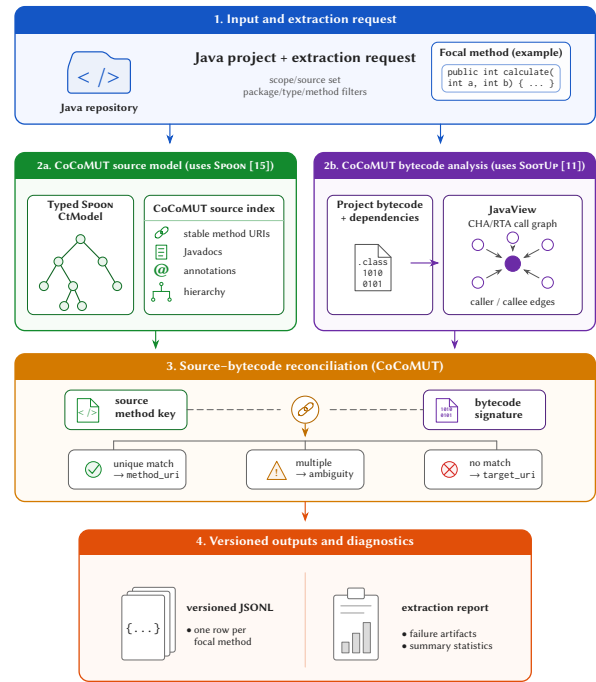 1. Input and extraction request
</>
Java repository
Java project + extraction request
scope/source set
package/type/method filters
Focal method (example)
public int calculate(
int a, int b) { ... }
2a. CoCoMUT source model (uses Spoon [15])
Typed Spoon
CtModel
CoCoMUT source index
stable method URIs
Javadocs
@ annotations
hierarchy
2b. CoCoMUT bytecode analysis (uses SootUp [11])
Project bytecode
+ dependencies
.class
1010
0101
JavaView
CHA/RTA call graph
caller / callee edges
3. Source–bytecode reconciliation (CoCoMUT)
</>
source
method key
1010
0101
bytecode
signature
unique match
→ method_uri
multiple
→ ambiguity
no match
→ target_uri
4. Versioned outputs and diagnostics
{...}
versioned JSONL
• one row per
focal method
extraction report
• failure artifacts
• summary statistics